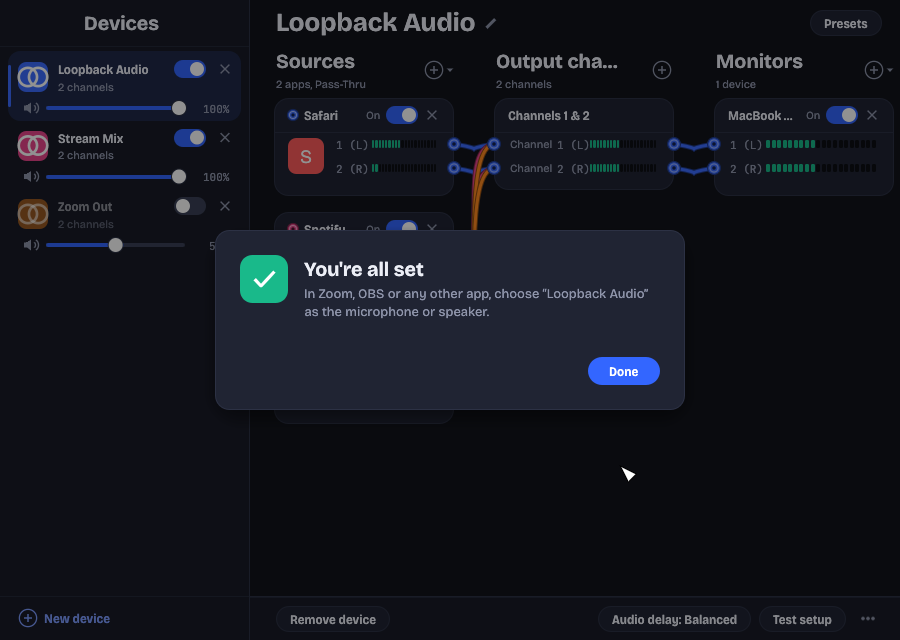 Devices
Loopback Audio
2 channels
100%
Stream Mix
2 channels
100%
Zoom Out
2 channels
New device
Loopback Audio
Presets
Sources
2 apps, Pass-Thru
Output cha...
2 channels
Monitors
1 device
Safari
On
S
1 (L)
2 (R)
Channels 1 & 2
Channel 1 (L)
Channel 2 (R)
MacBook ...
On
1 (L)
2 (R)
Spotify
On
You're all set
In Zoom, OBS or any other app, choose “Loopback Audio”
as the microphone or speaker.
Done
Remove device
Audio delay: Balanced
Test setup